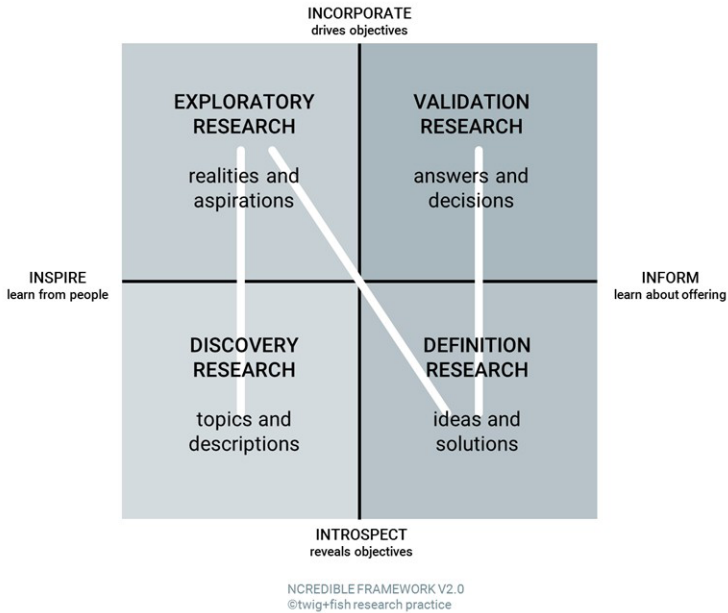 INCORPORATE
drives objectives
EXPLORATORY
RESEARCH
realities and
aspirations
VALIDATION
RESEARCH
answers and
decisions
INSPIRE
learn from people
INFORM
learn about offering
DISCOVERY
RESEARCH
topics and
descriptions
DEFINITION
RESEARCH
ideas and
solutions
INTROSPECT
reveals objectives
NCREDIBLE FRAMEWORK V2.0
©twig+fish research practice